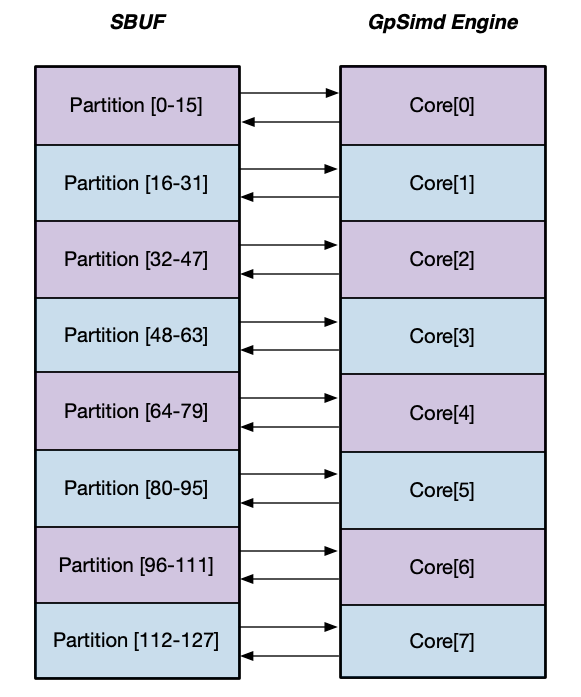 SBUF
GpSimd Engine
Partition [0-15]
Core[0]
Partition [16-31]
Core[1]
Partition [32-47]
Core[2]
Partition [48-63]
Core[3]
Partition [64-79]
Core[4]
Partition [80-95]
Core[5]
Partition [96-111]
Core[6]
Partition [112-127]
Core[7]